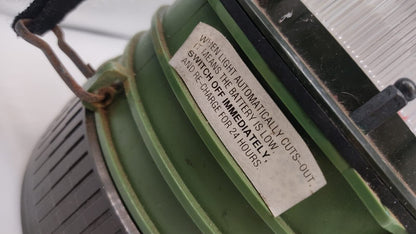 WHEN LIGHT AUTOMATICALLY CUTS-OUT
IT MEANS THE BATTERY IS LOW
SWITCH OFF IMMEDIATELY.
AND RE-CHARGE FOR 24 HOURS